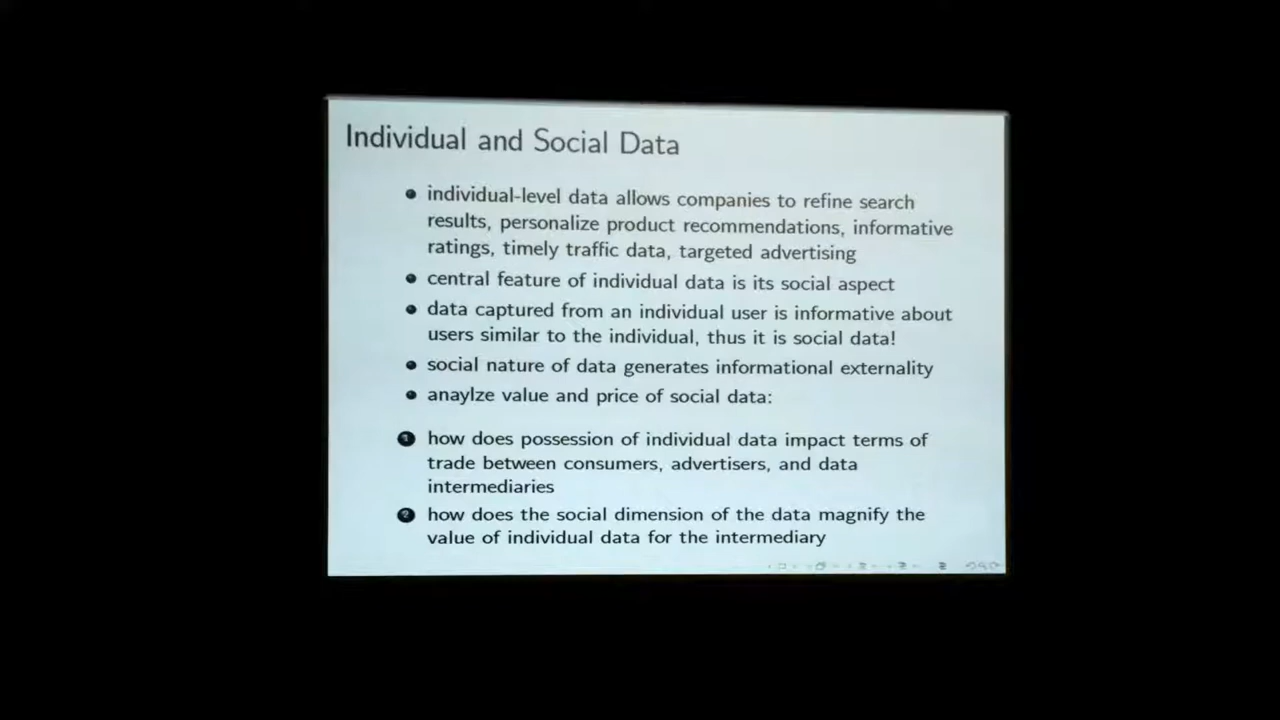 Individual and Social Data
individual-level data allows companies to refine search
results, personalize product recommendations, informative
ratings, timely traffic data, targeted advertising
central feature of individual data is its social aspect
data captured from an individual user is informative about
users similar to the individual, thus it is social data!
social nature of data generates informational externality
anaylze value and price of social data:
1 how does possession of individual data impact terms of
trade between consumers, advertisers, and data
intermediaries
2 how does the social dimension of the data magnify the
value of individual data for the intermediary